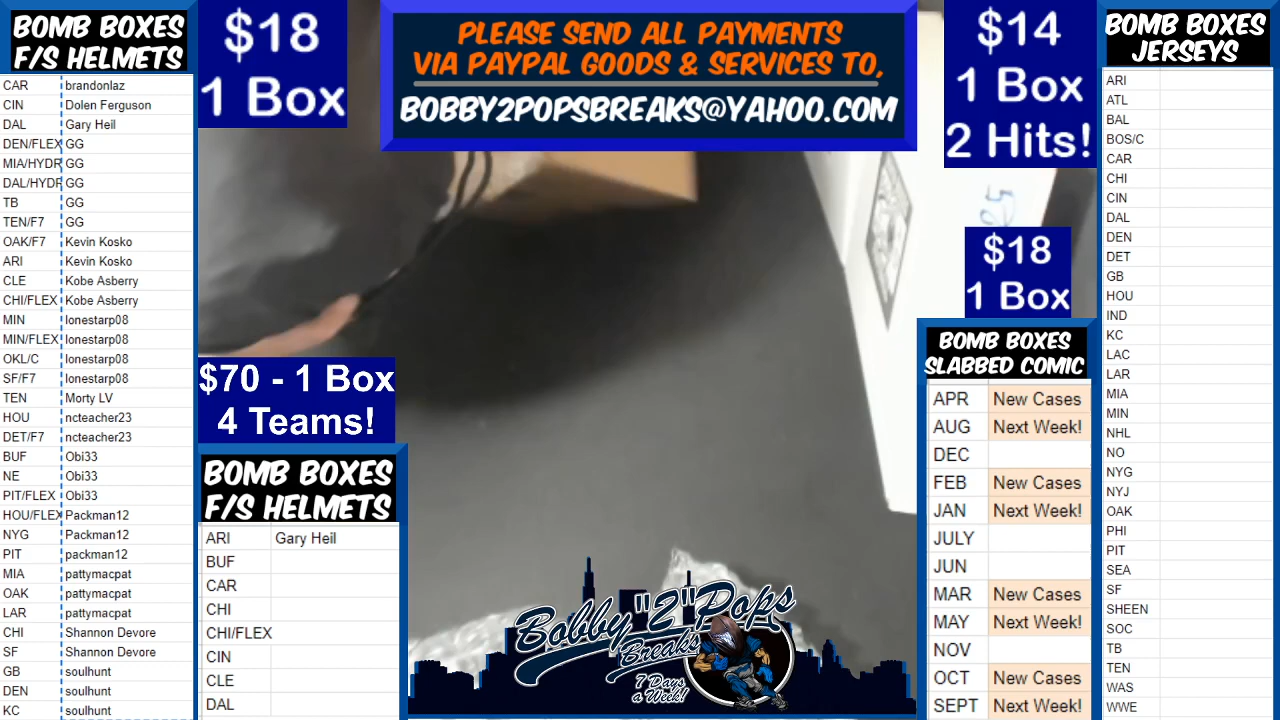 BOMB BOXES
F/S HELMETS
CAR brandonlaz
CIN Dolen Ferguson
DAL Gary Heil
DEN/FLEX GG
MIA/HYDR GG
DAL/HYDR GG
TB GG
TEN/F7 GG
OAK/F7 Kevin Kosko
ARI Kevin Kosko
CLE Kobe Asberry
CHI/FLEX Kobe Asberry
MIN lonestarp08
MIN/FLEX lonestarp08
OKL/C lonestarp08
SF/F7 lonestarp08
TEN Morty LV
HOU ncteacher23
DET/F7 ncteacher23
BUF Obi33
NE Obi33
PIT/FLEX Obi33
HOU/FLEX Packman12
NYG Packman12
PIT packman12
MIA pattymacpat
OAK pattymacpat
LAR pattymacpat
CHI Shannon Devore
SF Shannon Devore
GB soulhunt
DEN soulhunt
KC soulhunt
$18
1 Box
$70 - 1 Box
4 Teams!
BOMB BOXES
F/S HELMETS
ARI Gary Heil
BUF
CAR
CHI
CHI/FLEX
CIN
CLE
DAL
PLEASE SEND ALL PAYMENTS
VIA PAYPAL GOODS & SERVICES TO,
BOBBY2POPSBREAKS@YAHOO.COM
Bobby "2" Pops
Breaks
7 Days
a Week!
$14
1 Box
2 Hits!
$18
1 Box
BOMB BOXES
SLABBED COMIC
APR New Cases
AUG Next Week!
DEC
FEB New Cases
JAN Next Week!
JULY
JUN
MAR New Cases
MAY Next Week!
NOV
OCT New Cases
SEPT Next Week!
BOMB BOXES
JERSEYS
ARI
ATL
BAL
BOS/C
CAR
CHI
CIN
DAL
DEN
DET
GB
HOU
IND
KC
LAC
LAR
MIA
MIN
NHL
NO
NYG
NYJ
OAK
PHI
PIT
SEA
SF
SHEEN
SOC
TB
TEN
WAS
WWE